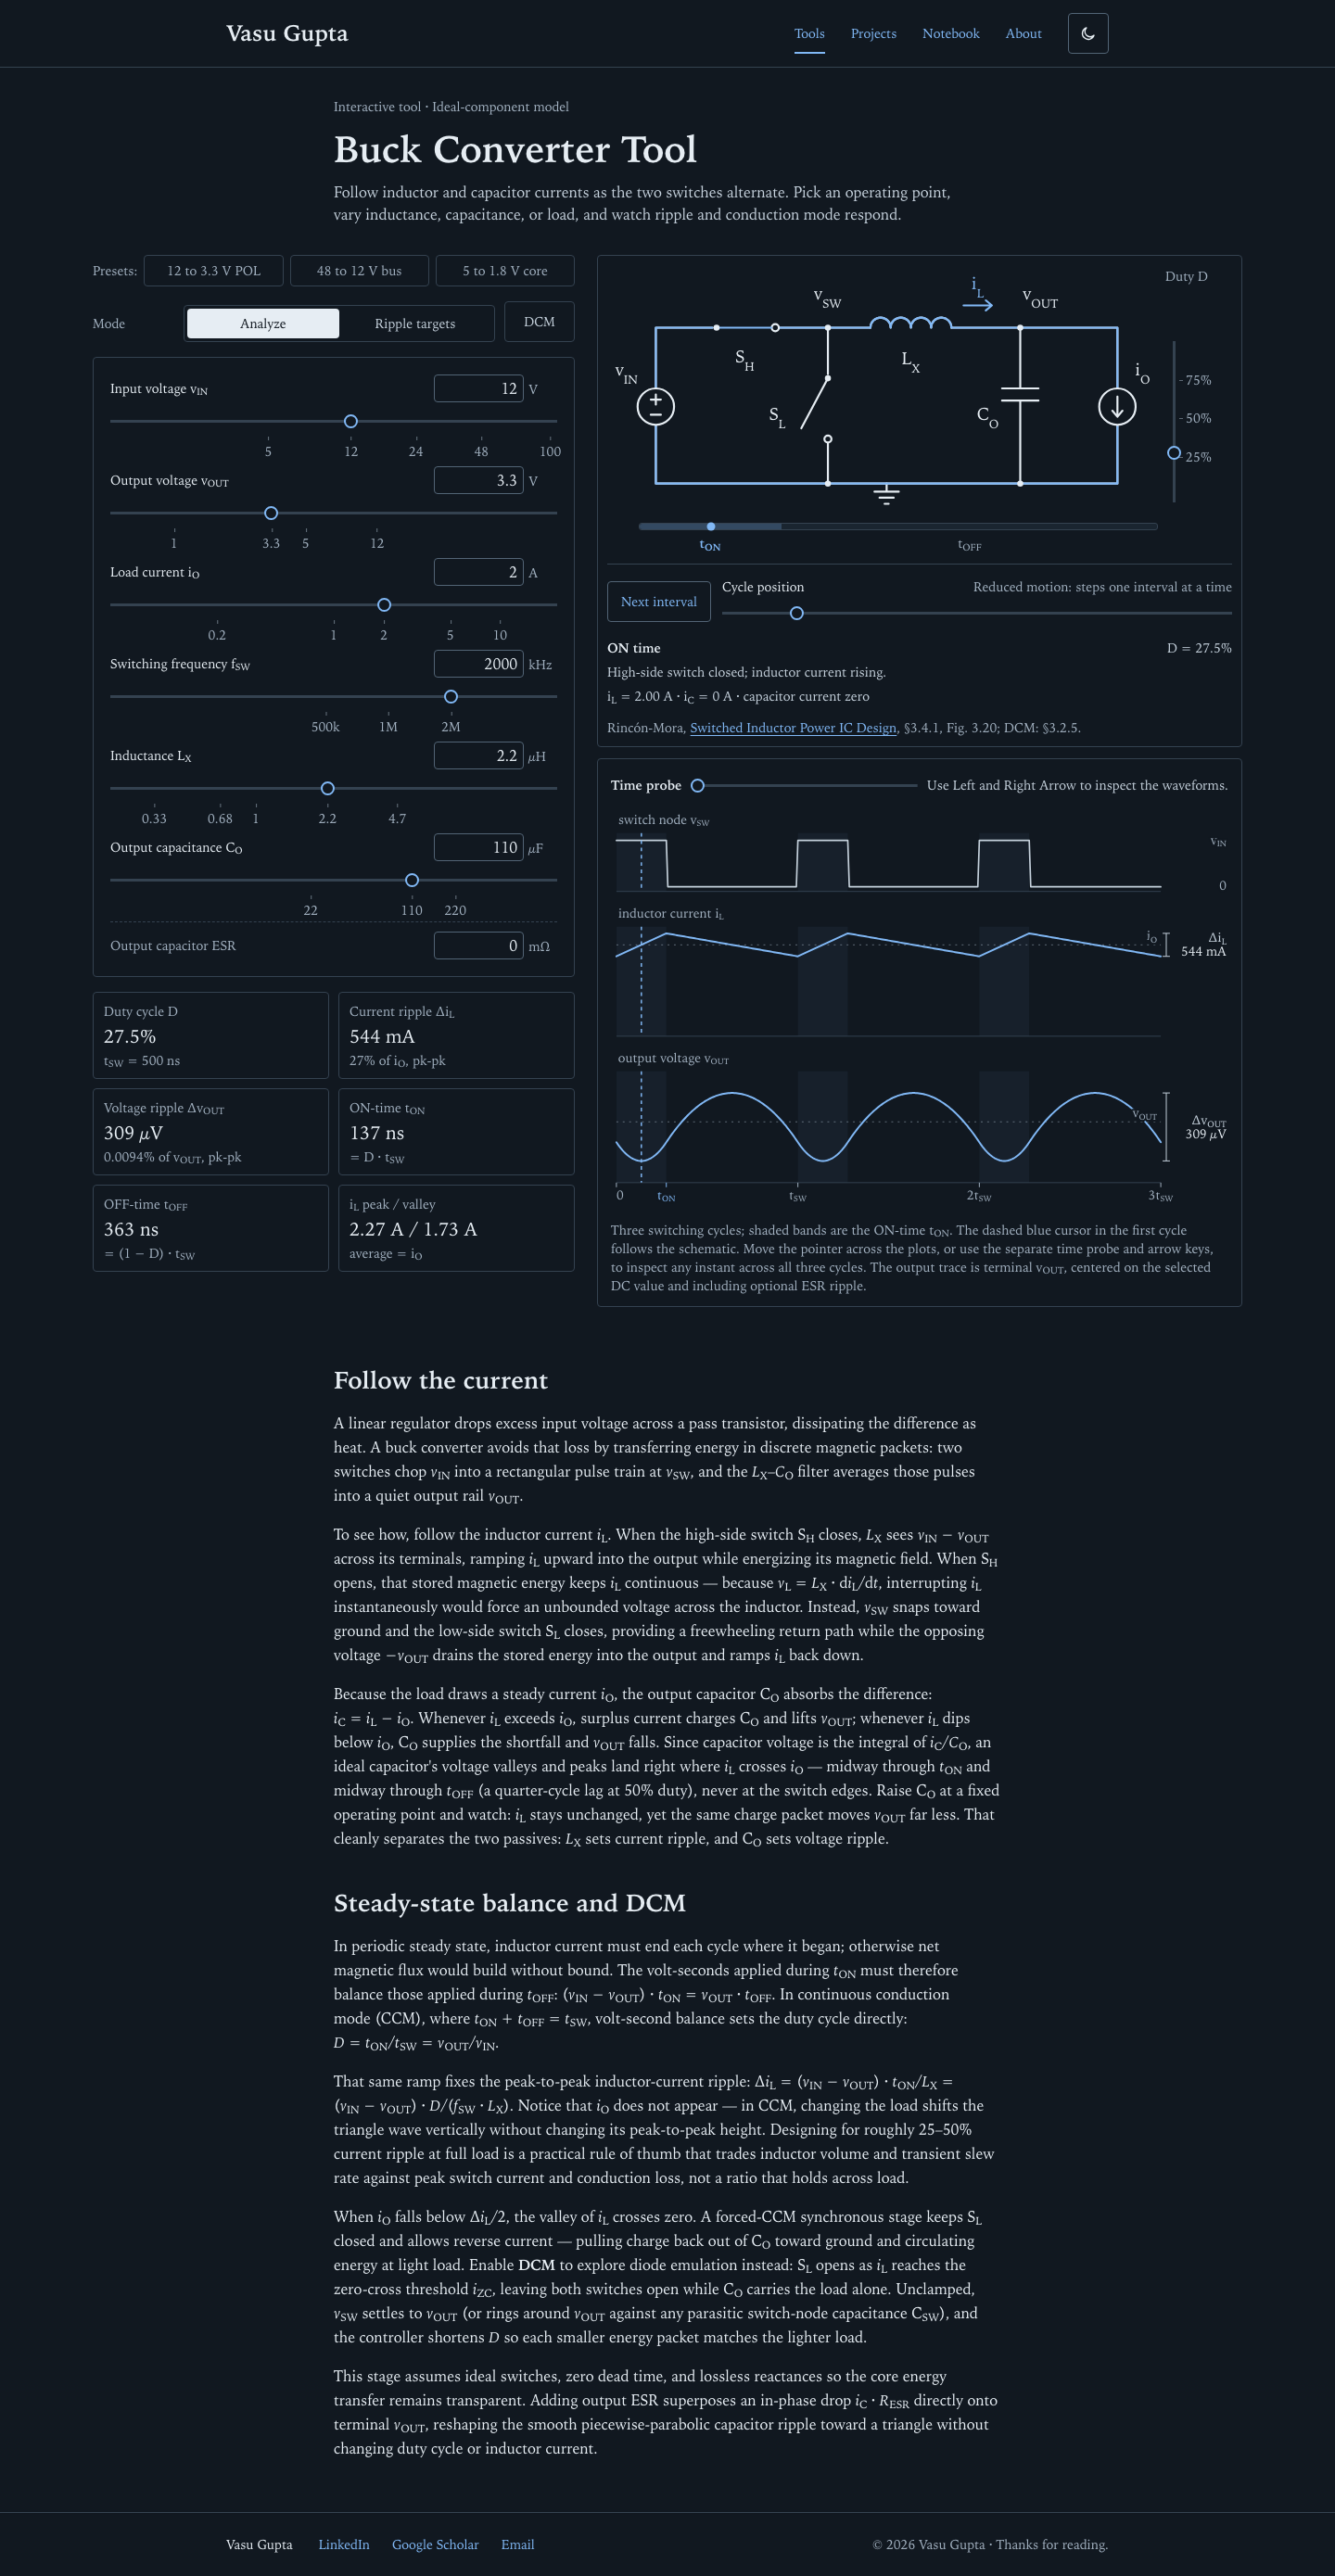 Vasu Gupta
Tools Projects Notebook About
Interactive tool · Ideal-component model
Buck Converter Tool
Follow inductor and capacitor currents as the two switches alternate. Pick an operating point,
vary inductance, capacitance, or load, and watch ripple and conduction mode respond.
Presets: 12 to 3.3 V POL 48 to 12 V bus 5 to 1.8 V core
Mode Analyze Ripple targets DCM
Input voltage vIN 12 V
5 12 24 48 100
Output voltage vOUT 3.3 V
1 3.3 5 12
Load current iO 2 A
0.2 1 2 5 10
Switching frequency fSW 2000 kHz
500k 1M 2M
Inductance LX 2.2 μH
0.33 0.68 1 2.2 4.7
Output capacitance CO 110 μF
22 110 220
Output capacitor ESR 0 mΩ
Duty cycle D
27.5%
tSW = 500 ns
Current ripple ΔiL
544 mA
27% of iO, pk-pk
Voltage ripple ΔvOUT
309 μV
0.0094% of vOUT, pk-pk
ON-time tON
137 ns
= D · tSW
OFF-time tOFF
363 ns
= (1 − D) · tSW
iL peak / valley
2.27 A / 1.73 A
average = iO
Duty D
vSW iL vOUT
SH LX
vIN iO
SL CO
75%
50%
25%
tON tOFF
Next interval Cycle position Reduced motion: steps one interval at a time
ON time D = 27.5%
High-side switch closed; inductor current rising.
iL = 2.00 A · iC = 0 A · capacitor current zero
Rincón-Mora, Switched Inductor Power IC Design, §3.4.1, Fig. 3.20; DCM: §3.2.5.
Time probe Use Left and Right Arrow to inspect the waveforms.
switch node vSW
vIN
0
inductor current iL
iO ΔiL
544 mA
output voltage vOUT
vOUT ΔvOUT
309 μV
0 tON tSW 2tSW 3tSW
Three switching cycles; shaded bands are the ON-time tON. The dashed blue cursor in the first cycle
follows the schematic. Move the pointer across the plots, or use the separate time probe and arrow keys,
to inspect any instant across all three cycles. The output trace is terminal vOUT, centered on the selected
DC value and including optional ESR ripple.
Follow the current
A linear regulator drops excess input voltage across a pass transistor, dissipating the difference as
heat. A buck converter avoids that loss by transferring energy in discrete magnetic packets: two
switches chop vIN into a rectangular pulse train at vSW, and the LX–CO filter averages those pulses
into a quiet output rail vOUT.
To see how, follow the inductor current iL. When the high-side switch SH closes, LX sees vIN − vOUT
across its terminals, ramping iL upward into the output while energizing its magnetic field. When SH
opens, that stored magnetic energy keeps iL continuous — because vL = LX · diL/dt, interrupting iL
instantaneously would force an unbounded voltage across the inductor. Instead, vSW snaps toward
ground and the low-side switch SL closes, providing a freewheeling return path while the opposing
voltage −vOUT drains the stored energy into the output and ramps iL back down.
Because the load draws a steady current iO, the output capacitor CO absorbs the difference:
iC = iL − iO. Whenever iL exceeds iO, surplus current charges CO and lifts vOUT; whenever iL dips
below iO, CO supplies the shortfall and vOUT falls. Since capacitor voltage is the integral of iC/CO, an
ideal capacitor's voltage valleys and peaks land right where iL crosses iO — midway through tON and
midway through tOFF (a quarter-cycle lag at 50% duty), never at the switch edges. Raise CO at a fixed
operating point and watch: iL stays unchanged, yet the same charge packet moves vOUT far less. That
cleanly separates the two passives: LX sets current ripple, and CO sets voltage ripple.
Steady-state balance and DCM
In periodic steady state, inductor current must end each cycle where it began; otherwise net
magnetic flux would build without bound. The volt-seconds applied during tON must therefore
balance those applied during tOFF: (vIN − vOUT) · tON = vOUT · tOFF. In continuous conduction
mode (CCM), where tON + tOFF = tSW, volt-second balance sets the duty cycle directly:
D = tON/tSW = vOUT/vIN.
That same ramp fixes the peak-to-peak inductor-current ripple: ΔiL = (vIN − vOUT) · tON/LX =
(vIN − vOUT) · D/(fSW · LX). Notice that iO does not appear — in CCM, changing the load shifts the
triangle wave vertically without changing its peak-to-peak height. Designing for roughly 25–50%
current ripple at full load is a practical rule of thumb that trades inductor volume and transient slew
rate against peak switch current and conduction loss, not a ratio that holds across load.
When iO falls below ΔiL/2, the valley of iL crosses zero. A forced-CCM synchronous stage keeps SL
closed and allows reverse current — pulling charge back out of CO toward ground and circulating
energy at light load. Enable DCM to explore diode emulation instead: SL opens as iL reaches the
zero-cross threshold iZC, leaving both switches open while CO carries the load alone. Unclamped,
vSW settles to vOUT (or rings around vOUT against any parasitic switch-node capacitance CSW), and
the controller shortens D so each smaller energy packet matches the lighter load.
This stage assumes ideal switches, zero dead time, and lossless reactances so the core energy
transfer remains transparent. Adding output ESR superposes an in-phase drop iC · RESR directly onto
terminal vOUT, reshaping the smooth piecewise-parabolic capacitor ripple toward a triangle without
changing duty cycle or inductor current.
Vasu Gupta LinkedIn Google Scholar Email © 2026 Vasu Gupta · Thanks for reading.